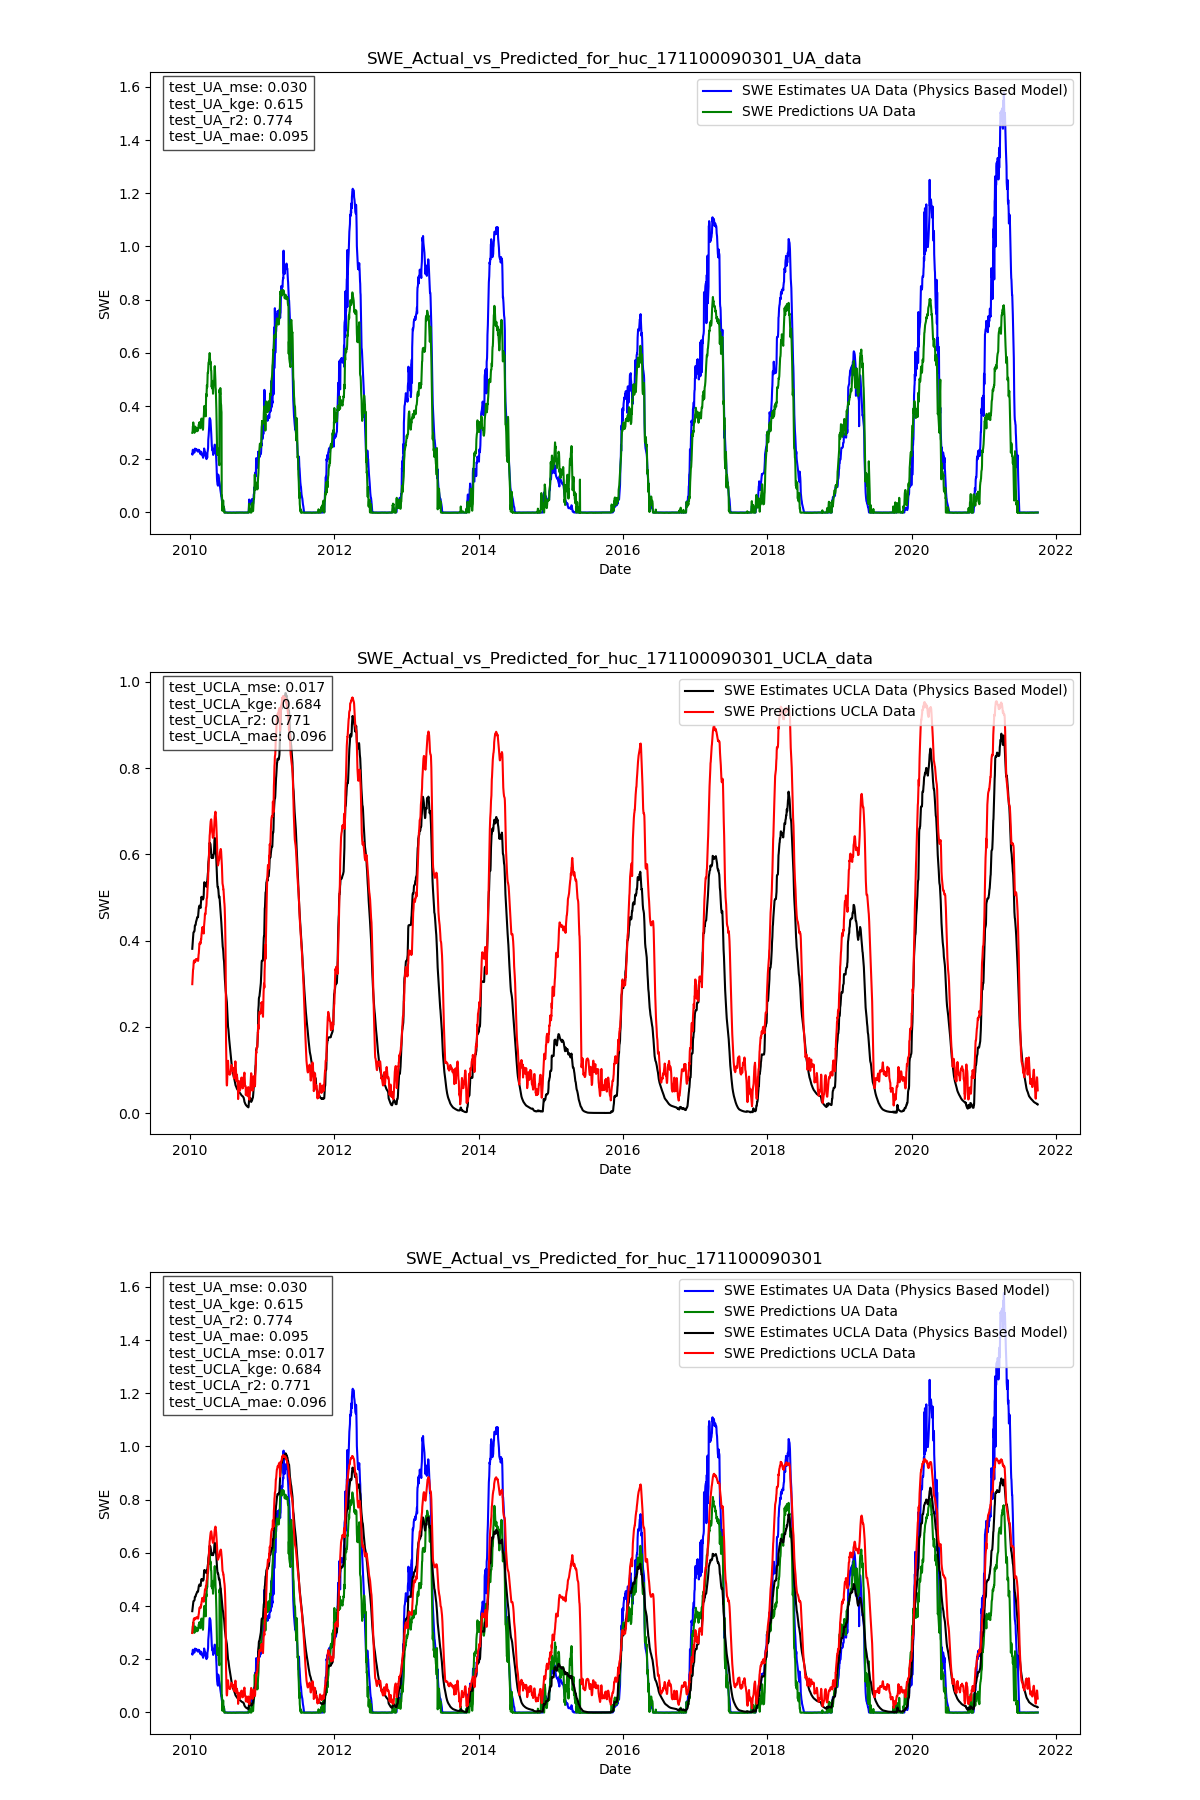 SWE_Actual_vs_Predicted_for_huc_171100090301_UA_data
test_UA_mse: 0.030
test_UA_kge: 0.615
test_UA_r2: 0.774
test_UA_mae: 0.095
SWE Estimates UA Data (Physics Based Model)
SWE Predictions UA Data
1.6
1.4
1.2
1.0
0.8
0.6
0.4
0.2
0.0
SWE
2010 2012 2014 2016 2018 2020 2022
Date
SWE_Actual_vs_Predicted_for_huc_171100090301_UCLA_data
test_UCLA_mse: 0.017
test_UCLA_kge: 0.684
test_UCLA_r2: 0.771
test_UCLA_mae: 0.096
SWE Estimates UCLA Data (Physics Based Model)
SWE Predictions UCLA Data
1.0
0.8
0.6
0.4
0.2
0.0
SWE
2010 2012 2014 2016 2018 2020 2022
Date
SWE_Actual_vs_Predicted_for_huc_171100090301
test_UA_mse: 0.030
test_UA_kge: 0.615
test_UA_r2: 0.774
test_UA_mae: 0.095
test_UCLA_mse: 0.017
test_UCLA_kge: 0.684
test_UCLA_r2: 0.771
test_UCLA_mae: 0.096
SWE Estimates UA Data (Physics Based Model)
SWE Predictions UA Data
SWE Estimates UCLA Data (Physics Based Model)
SWE Predictions UCLA Data
1.6
1.4
1.2
1.0
0.8
0.6
0.4
0.2
0.0
SWE
2010 2012 2014 2016 2018 2020 2022
Date